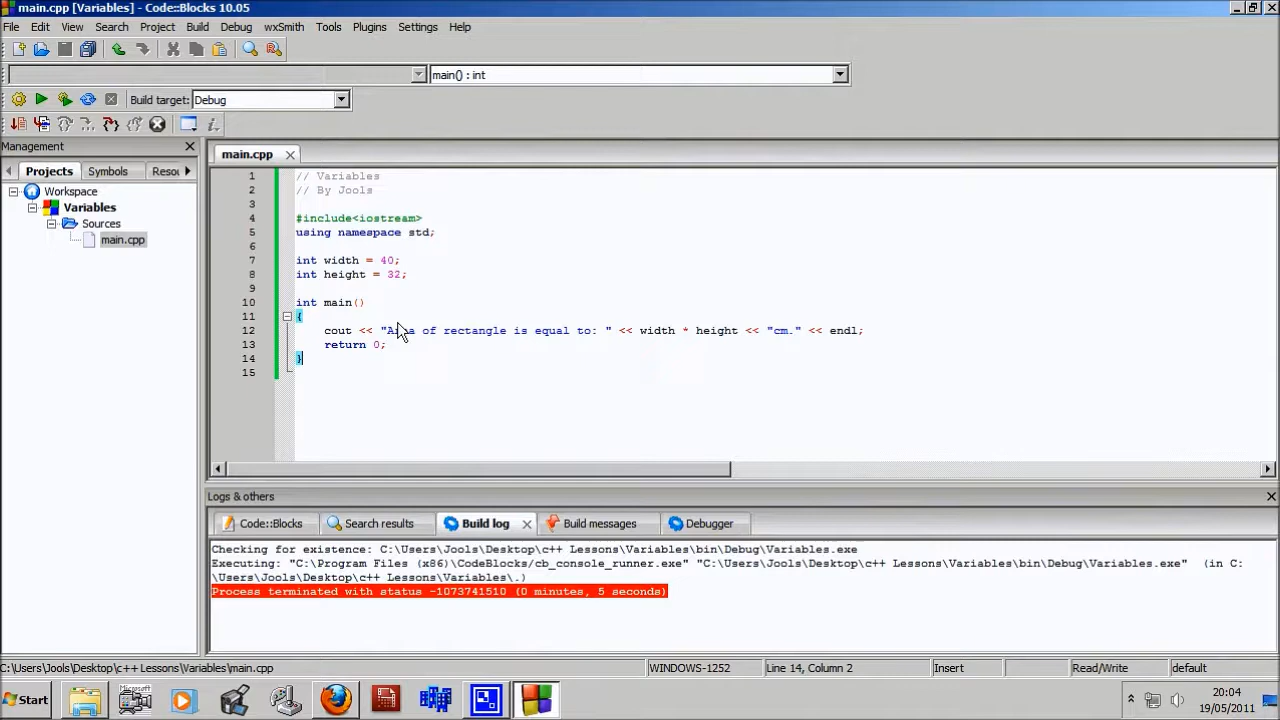 main.cpp [Variables] - Code::Blocks 10.05
File Edit View Search Project Build Debug wxSmith Tools Plugins Settings Help
main() : int
Build target: Debug
Management
main.cpp
Projects Symbols Resou
Workspace
Variables
Sources
main.cpp
1 // Variables
2 // By Jools
3
4 #include<iostream>
5 using namespace std;
6
7 int width = 40;
8 int height = 32;
9
10 int main()
11 {
12 cout << "Area of rectangle is equal to: " << width * height << "cm." << endl;
13 return 0;
14 }
15
Logs & others
Code::Blocks Search results Build log Build messages Debugger
Checking for existence: C:\Users\Jools\Desktop\c++ Lessons\Variables\bin\Debug\Variables.exe
Executing: "C:\Program Files (x86)\CodeBlocks/cb_console_runner.exe" "C:\Users\Jools\Desktop\c++ Lessons\Variables\bin\Debug\Variables.exe" (in C:
\Users\Jools\Desktop\c++ Lessons\Variables\.)
Process terminated with status -1073741510 (0 minutes, 5 seconds)
C:\Users\Jools\Desktop\c++ Lessons\Variables\main.cpp WINDOWS-1252 Line 14, Column 2 Insert Read/Write default
Start 20:04
19/05/2011